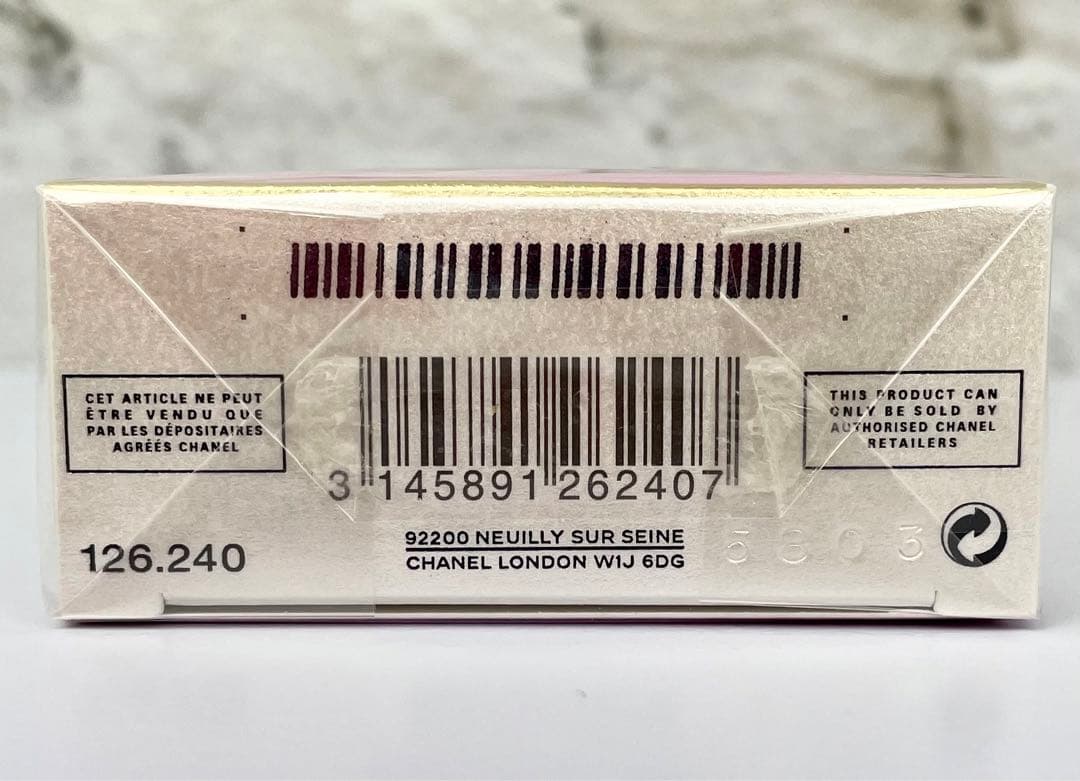 CET ARTICLE NE PEUT
ÊTRE VENDU QUE
PAR LES DÉPOSITAIRES
AGRÉÉS CHANEL
THIS PRODUCT CAN
ONLY BE SOLD BY
AUTHORISED CHANEL
RETAILERS
3 145891 262407
126.240
92200 NEUILLY SUR SEINE
CHANEL LONDON W1J 6DG